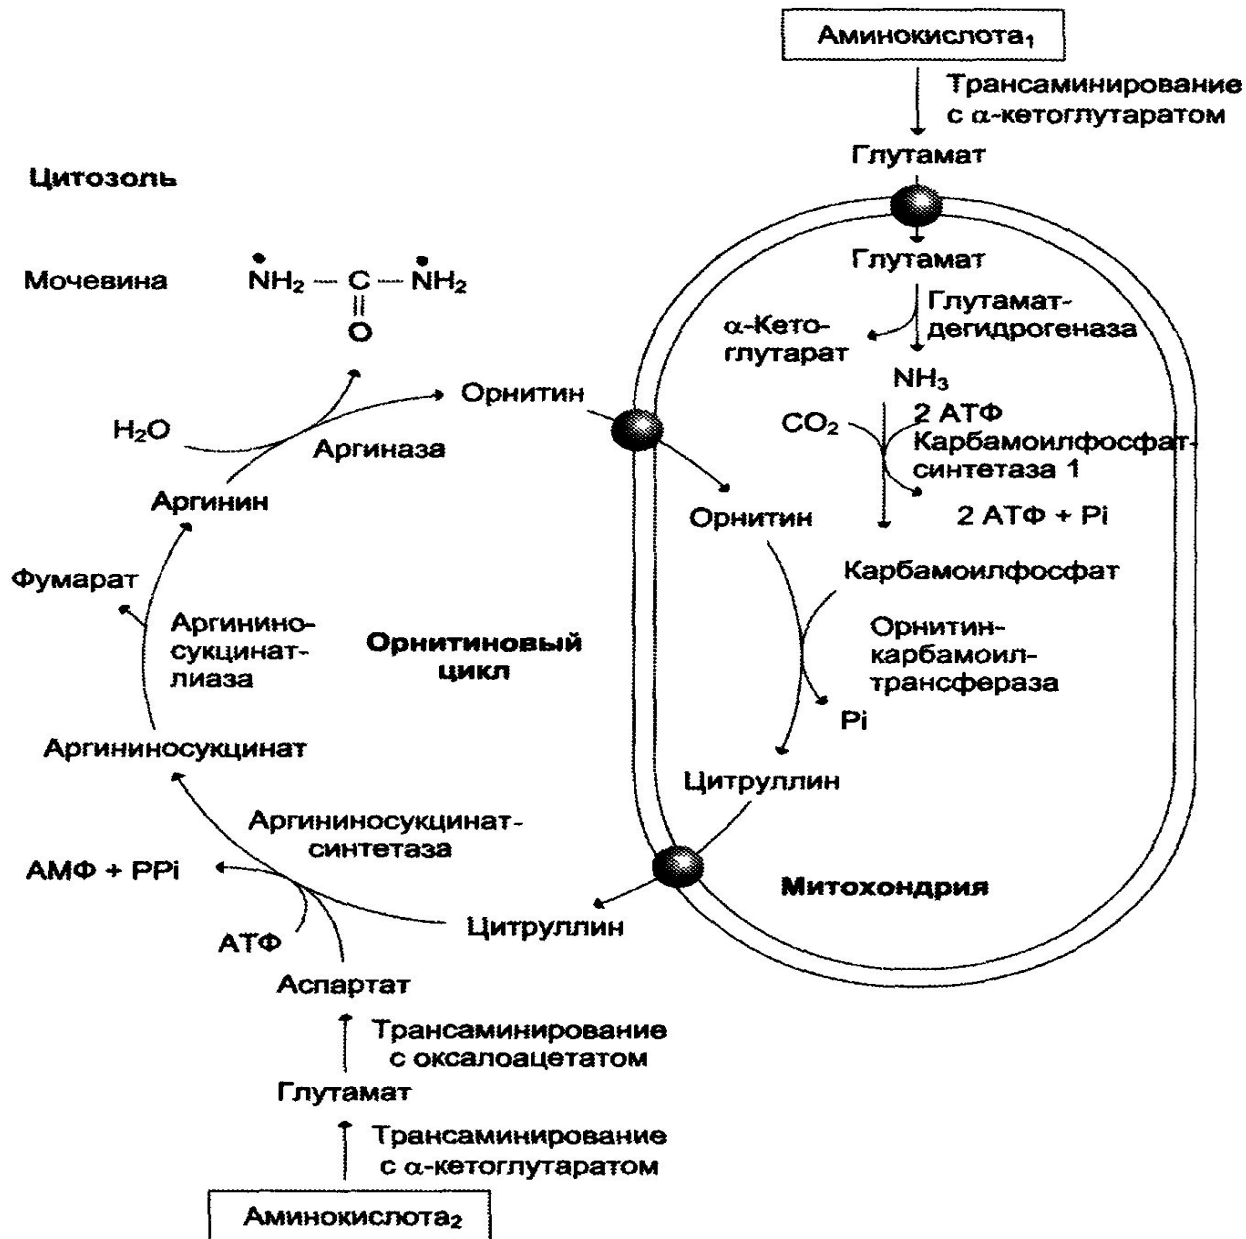 Аминокислота₁
Трансаминирование
с α-кетоглутаратом
Глутамат
Цитозоль
Глутамат
Мочевина
NH₂ — C — NH₂
O
Глутамат-
дегидрогеназа
α-Кето-
глутарат
NH₃
Орнитин
CO₂
2 АТФ
H₂O
Аргиназа
Карбамоилфосфат-
синтетаза 1
Аргинин
Орнитин
2 АТФ + Pi
Фумарат
Карбамоилфосфат
Аргинино-
сукцинат-
лиаза
Орнитиновый
цикл
Орнитин-
карбамоил-
трансфераза
Pi
Аргининосукцинат
Цитруллин
Аргининосукцинат-
синтетаза
АМФ + PPi
Митохондрия
Цитруллин
АТФ
Аспартат
Трансаминирование
с оксалоацетатом
Глутамат
Трансаминирование
с α-кетоглутаратом
Аминокислота₂